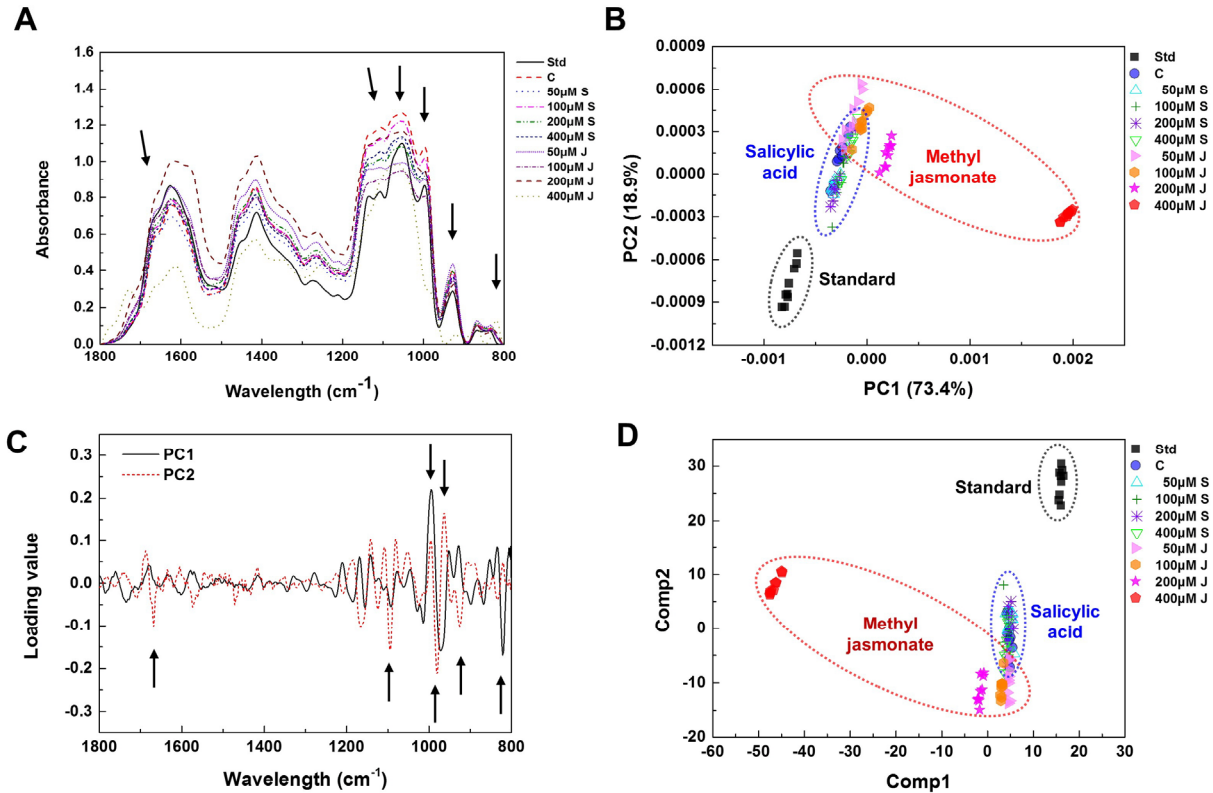 A
Absorbance
1.6
1.4
1.2
1.0
0.8
0.6
0.4
0.2
0.0
1800
1600
1400
1200
1000
800
Wavelength (cm-1)
Std
C
50µM S
100µM S
200µM S
400µM S
50µM J
100µM J
200µM J
400µM J
B
PC2 (18.9%)
0.0009
0.0006
0.0003
0.0000
-0.0003
-0.0006
-0.0009
-0.0012
-0.001
0.000
0.001
0.002
PC1 (73.4%)
Salicylic
acid
Methyl
jasmonate
Standard
Std
C
50µM S
100µM S
200µM S
400µM S
50µM J
100µM J
200µM J
400µM J
C
Loading value
0.3
0.2
0.1
0.0
-0.1
-0.2
-0.3
PC1
PC2
1800
1600
1400
1200
1000
800
Wavelength (cm-1)
D
Comp2
30
20
10
0
-10
-20
-60
-50
-40
-30
-20
-10
0
10
20
30
Comp1
Standard
Methyl
jasmonate
Salicylic
acid
Std
C
50µM S
100µM S
200µM S
400µM S
50µM J
100µM J
200µM J
400µM J